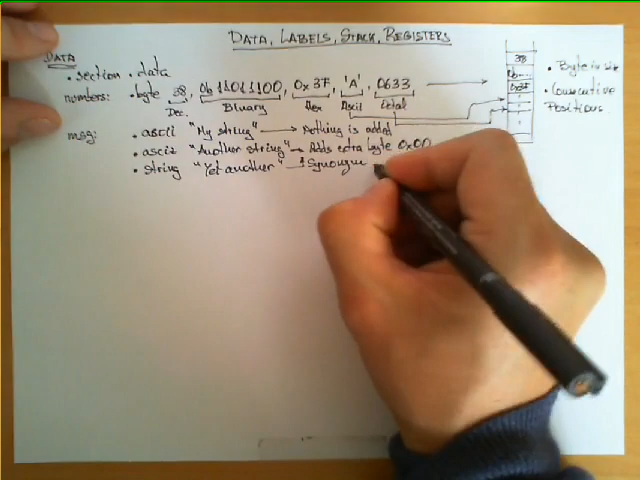 DATA, LABELS, STACK, REGISTERS
DATA
• section • data
numbers: • byte 38, 0b11011100, 0x3F, 'A', 0633
Dec. Binary Hex Ascii Octal
38
0x3F
• Byte in size
• Consecutive
Positions.
msg: • ascii "My string" → Nothing is added
• asciz "Another string" → Adds extra byte 0x00
• string "Yet another" → Synonym